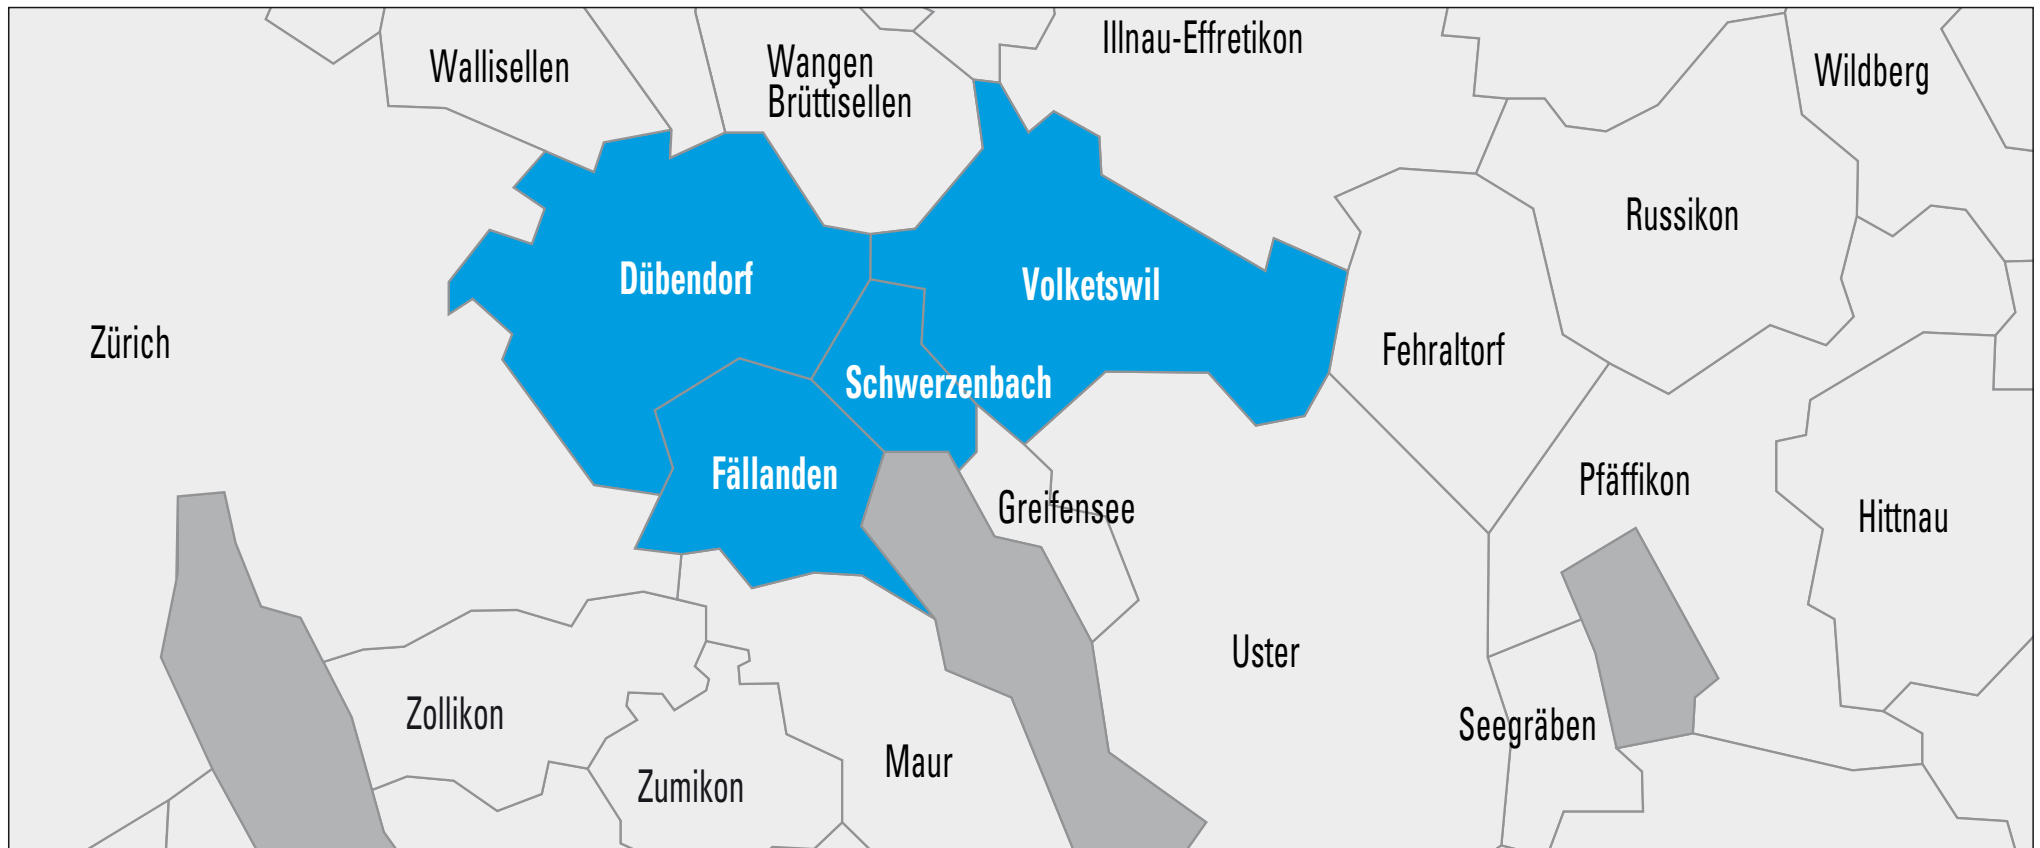 Illnau-Effretikon
Wallisellen
Wangen
Brüttisellen
Wildberg
Russikon
Dübendorf
Volketswil
Zürich
Fehraltorf
Schwerzenbach
Fällanden
Pfäffikon
Greifensee
Hittnau
Uster
Zollikon
Seegräben
Maur
Zumikon